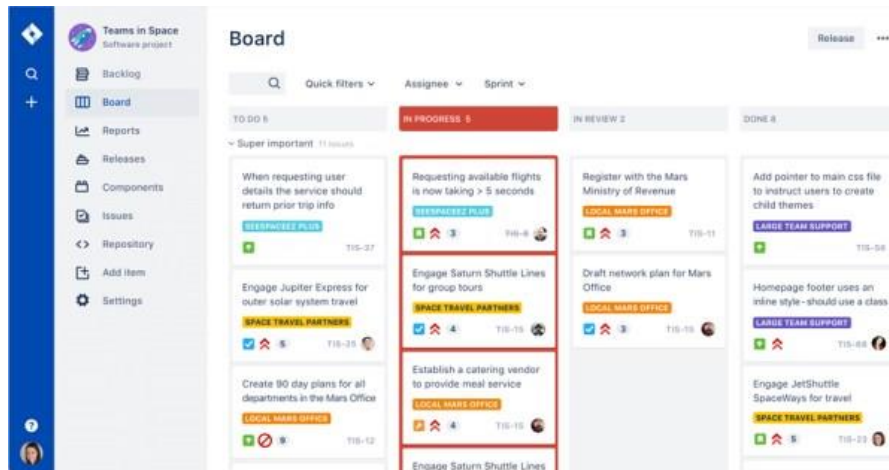 Teams in Space
Software project
Backlog
Board
Reports
Releases
Components
Issues
Repository
Add item
Settings
Board
Release
Quick filters
Assignee
Sprint
TO DO 5
Super important 11 issues
When requesting user
details the service should
return prior trip info
SEESPACEEZ PLUS
TIS-37
Engage Jupiter Express for
outer solar system travel
SPACE TRAVEL PARTNERS
5
TIS-25
Create 90 day plans for all
departments in the Mars Office
LOCAL MARS OFFICE
9
TIS-12
IN PROGRESS 5
Requesting available flights
is now taking > 5 seconds
SEESPACEEZ PLUS
3
TIS-8
Engage Saturn Shuttle Lines
for group tours
SPACE TRAVEL PARTNERS
4
TIS-15
Establish a catering vendor
to provide meal service
LOCAL MARS OFFICE
4
TIS-15
Engage Saturn Shuttle Lines
IN REVIEW 2
Register with the Mars
Ministry of Revenue
LOCAL MARS OFFICE
3
TIS-11
Draft network plan for Mars
Office
LOCAL MARS OFFICE
3
TIS-15
DONE 8
Add pointer to main css file
to instruct users to create
child themes
LARGE TEAM SUPPORT
TIS-56
Homepage footer uses an
inline style-should use a class
LARGE TEAM SUPPORT
TIS-68
Engage JetShuttle
SpaceWays for travel
SPACE TRAVEL PARTNERS
5
TIS-23